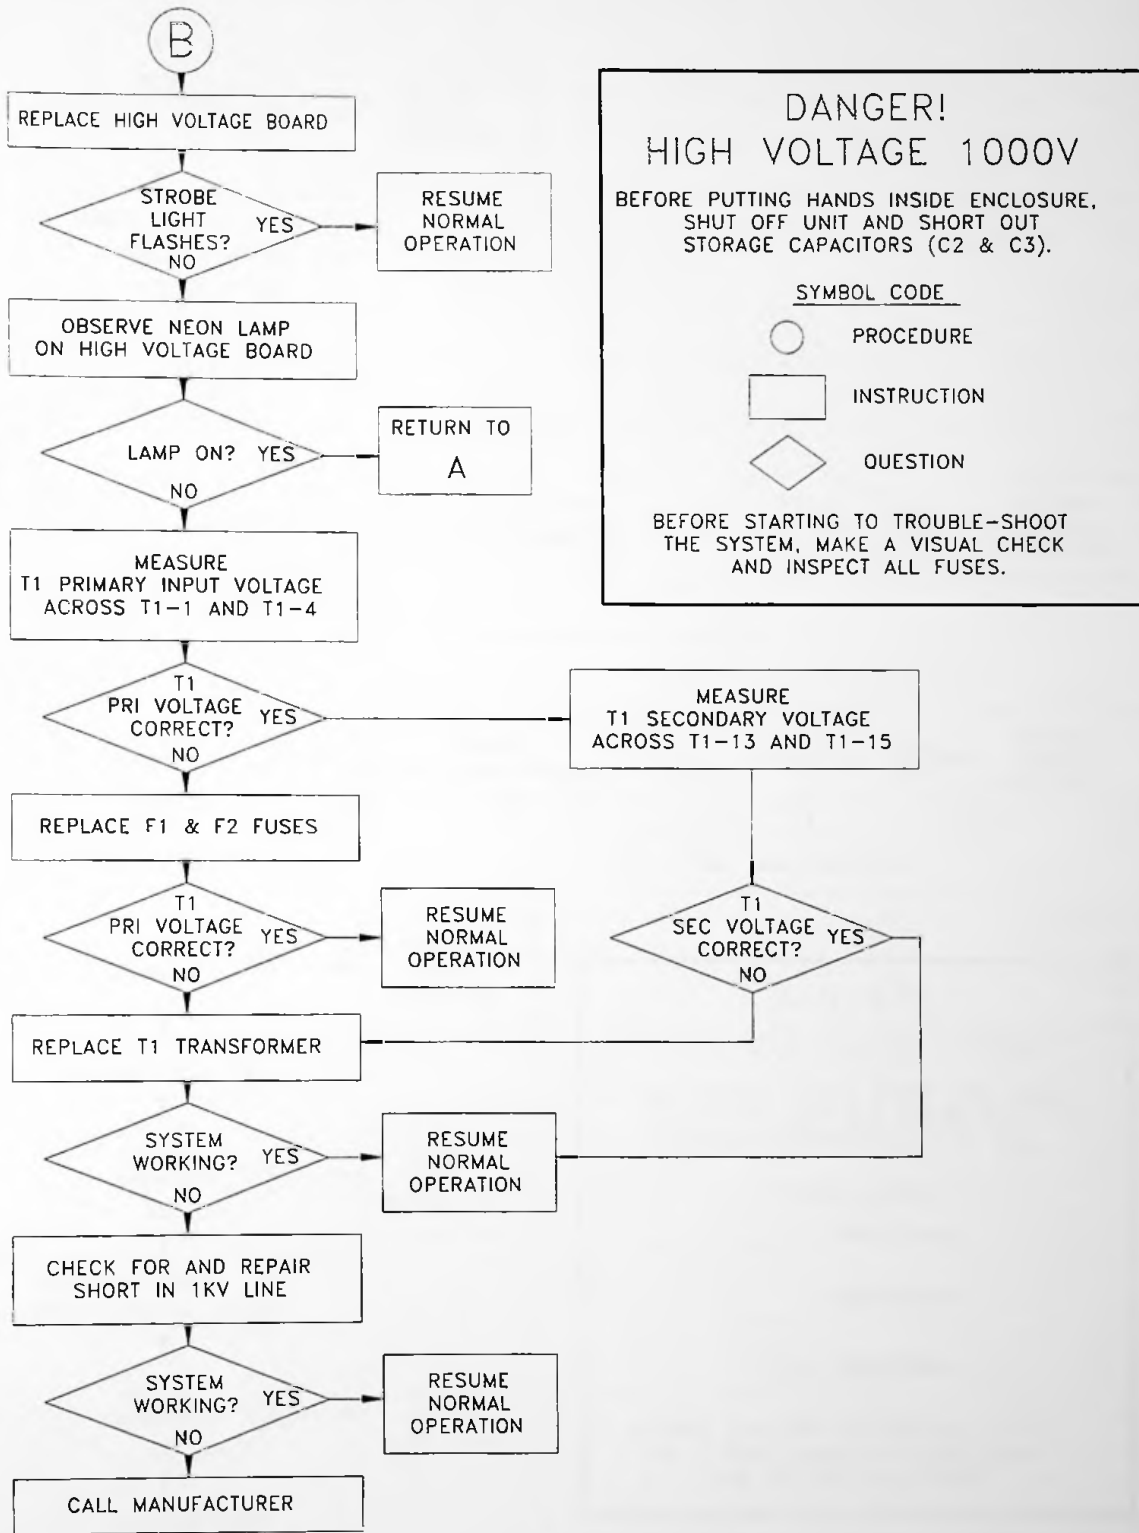 B
REPLACE HIGH VOLTAGE BOARD
STROBE
LIGHT
FLASHES?
YES
NO
RESUME
NORMAL
OPERATION
OBSERVE NEON LAMP
ON HIGH VOLTAGE BOARD
LAMP ON? YES
NO
RETURN TO
A
MEASURE
T1 PRIMARY INPUT VOLTAGE
ACROSS T1-1 AND T1-4
T1
PRI VOLTAGE
CORRECT?
YES
NO
MEASURE
T1 SECONDARY VOLTAGE
ACROSS T1-13 AND T1-15
REPLACE F1 & F2 FUSES
T1
PRI VOLTAGE
CORRECT?
YES
NO
RESUME
NORMAL
OPERATION
T1
SEC VOLTAGE
CORRECT?
YES
NO
REPLACE T1 TRANSFORMER
SYSTEM
WORKING?
YES
NO
RESUME
NORMAL
OPERATION
CHECK FOR AND REPAIR
SHORT IN 1KV LINE
SYSTEM
WORKING?
YES
NO
RESUME
NORMAL
OPERATION
CALL MANUFACTURER
DANGER!
HIGH VOLTAGE 1000V
BEFORE PUTTING HANDS INSIDE ENCLOSURE,
SHUT OFF UNIT AND SHORT OUT
STORAGE CAPACITORS (C2 & C3).
SYMBOL CODE
PROCEDURE
INSTRUCTION
QUESTION
BEFORE STARTING TO TROUBLE-SHOOT
THE SYSTEM, MAKE A VISUAL CHECK
AND INSPECT ALL FUSES.